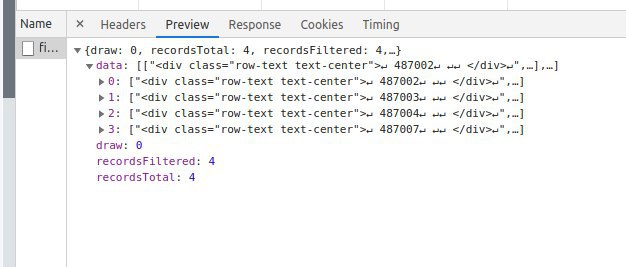 Name × Headers Preview Response Cookies Timing
fi... {draw: 0, recordsTotal: 4, recordsFiltered: 4,…}
data: [["<div class="row-text text-center">↵ 487002↵ ↵↵ </div>↵",…],…]
0: ["<div class="row-text text-center">↵ 487002↵ ↵↵ </div>↵",…]
1: ["<div class="row-text text-center">↵ 487003↵ ↵↵ </div>↵",…]
2: ["<div class="row-text text-center">↵ 487004↵ ↵↵ </div>↵",…]
3: ["<div class="row-text text-center">↵ 487007↵ ↵↵ </div>↵",…]
draw: 0
recordsFiltered: 4
recordsTotal: 4